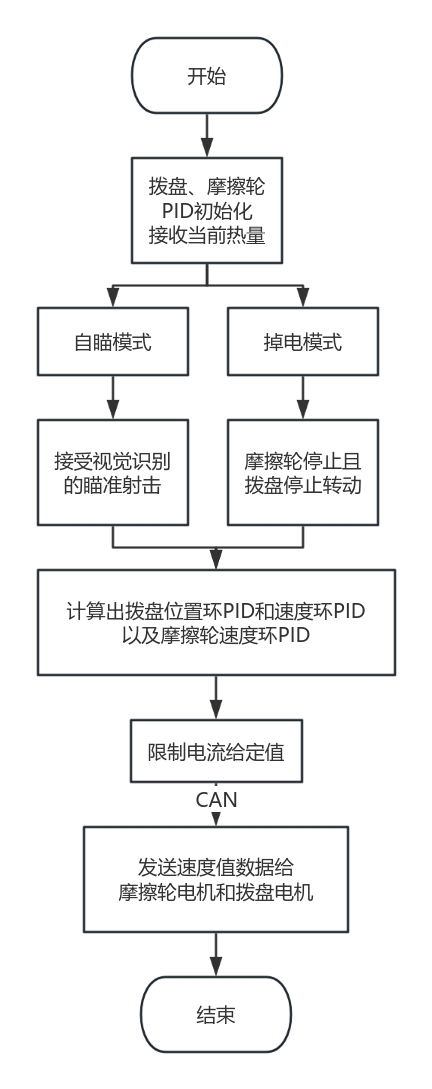 开始
拨盘、摩擦轮
PID初始化
接收当前热量
自瞄模式
掉电模式
接受视觉识别
的瞄准射击
摩擦轮停止且
拨盘停止转动
计算出拨盘位置环PID和速度环PID
以及摩擦轮速度环PID
限制电流给定值
CAN
发送速度值数据给
摩擦轮电机和拨盘电机
结束